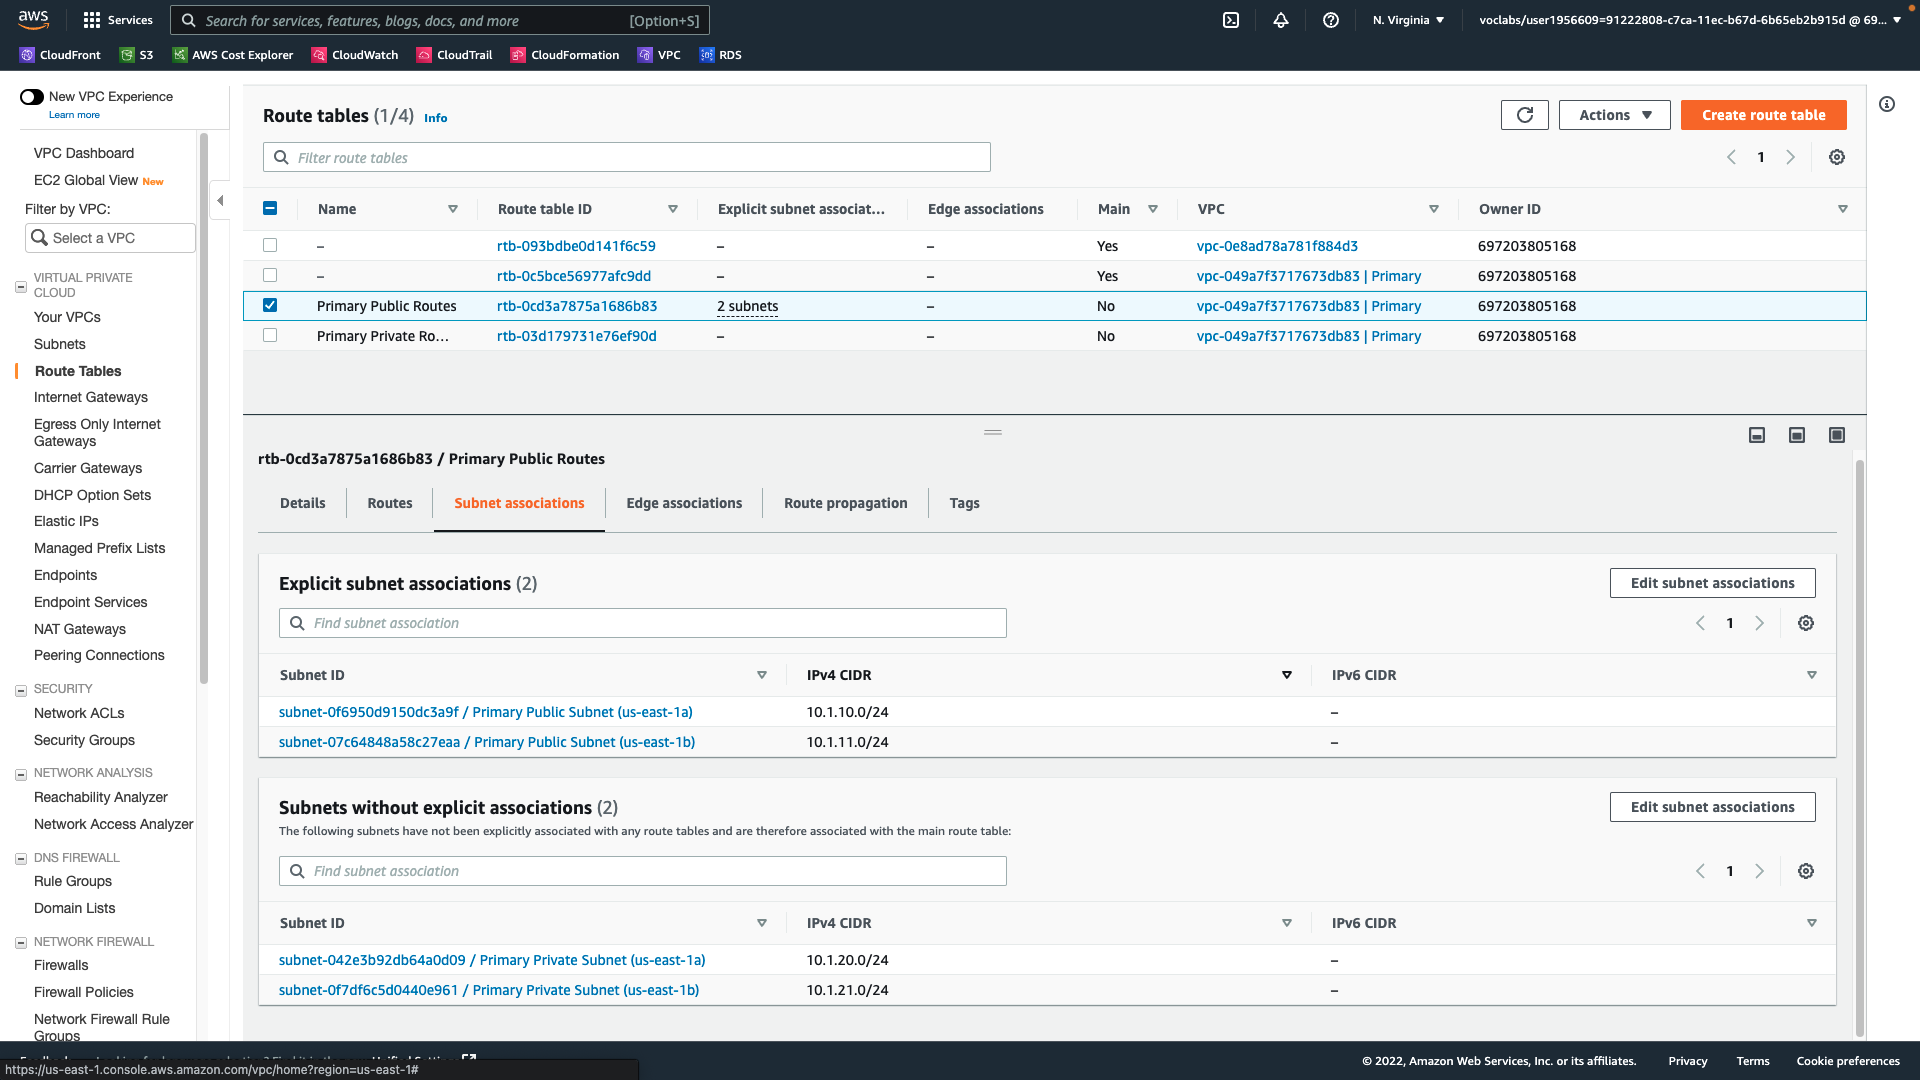 aws
Services
Search for services, features, blogs, docs, and more
[Option+S]
N. Virginia ▼
voclabs/user1956609=91222808-c7ca-11ec-b67d-6b65eb2b915d @ 69... ▼
CloudFront
S3
AWS Cost Explorer
CloudWatch
CloudTrail
CloudFormation
VPC
RDS
New VPC Experience
Learn more
VPC Dashboard
EC2 Global View New
Filter by VPC:
Select a VPC
VIRTUAL PRIVATE
CLOUD
Your VPCs
Subnets
Route Tables
Internet Gateways
Egress Only Internet
Gateways
Carrier Gateways
DHCP Option Sets
Elastic IPs
Managed Prefix Lists
Endpoints
Endpoint Services
NAT Gateways
Peering Connections
SECURITY
Network ACLs
Security Groups
NETWORK ANALYSIS
Reachability Analyzer
Network Access Analyzer
DNS FIREWALL
Rule Groups
Domain Lists
NETWORK FIREWALL
Firewalls
Firewall Policies
Network Firewall Rule
Groups
Route tables (1/4) Info
Actions ▼
Create route table
Filter route tables
1
Name Route table ID Explicit subnet associat... Edge associations Main VPC Owner ID
– rtb-093bdbe0d141f6c59 – – Yes vpc-0e8ad78a781f884d3 697203805168
– rtb-0c5bce56977afc9dd – – Yes vpc-049a7f3717673db83 | Primary 697203805168
Primary Public Routes rtb-0cd3a7875a1686b83 2 subnets – No vpc-049a7f3717673db83 | Primary 697203805168
Primary Private Ro... rtb-03d179731e76ef90d – – No vpc-049a7f3717673db83 | Primary 697203805168
rtb-0cd3a7875a1686b83 / Primary Public Routes
Details Routes Subnet associations Edge associations Route propagation Tags
Explicit subnet associations (2)
Edit subnet associations
Find subnet association
1
Subnet ID IPv4 CIDR IPv6 CIDR
subnet-0f6950d9150dc3a9f / Primary Public Subnet (us-east-1a) 10.1.10.0/24 –
subnet-07c64848a58c27eaa / Primary Public Subnet (us-east-1b) 10.1.11.0/24 –
Subnets without explicit associations (2)
Edit subnet associations
The following subnets have not been explicitly associated with any route tables and are therefore associated with the main route table:
Find subnet association
1
Subnet ID IPv4 CIDR IPv6 CIDR
subnet-042e3b92db64a0d09 / Primary Private Subnet (us-east-1a) 10.1.20.0/24 –
subnet-0f7df6c5d0440e961 / Primary Private Subnet (us-east-1b) 10.1.21.0/24 –
https://us-east-1.console.aws.amazon.com/vpc/home?region=us-east-1#
© 2022, Amazon Web Services, Inc. or its affiliates.
Privacy
Terms
Cookie preferences